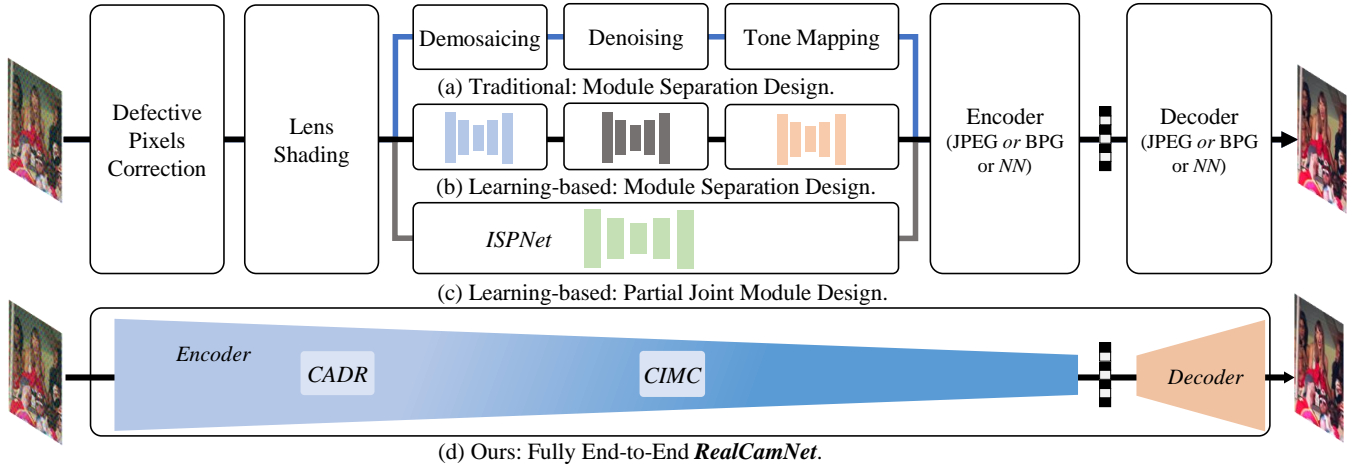 Defective
Pixels
Correction
Lens
Shading
Demosaicing
Denoising
Tone Mapping
(a) Traditional: Module Separation Design.
(b) Learning-based: Module Separation Design.
ISPNet
(c) Learning-based: Partial Joint Module Design.
Encoder
(JPEG or BPG
or NN)
Decoder
(JPEG or BPG
or NN)
Encoder
CADR
CIMC
Decoder
(d) Ours: Fully End-to-End RealCamNet.